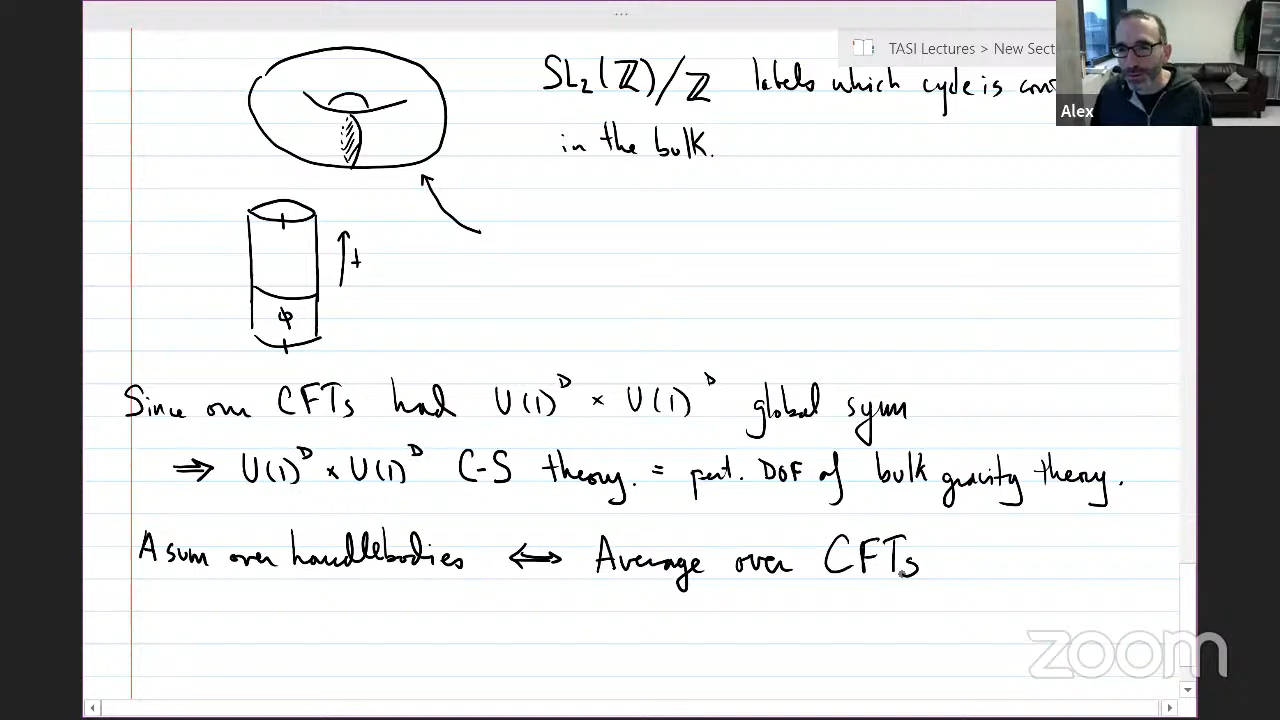 TASI Lectures > New Sect
Alex
SL₂(ℤ)/ℤ labels which cycle is con
in the bulk.
t
ϕ
Since our CFTs had U(1)ᴰ × U(1)ᴰ global symm
⇒ U(1)ᴰ × U(1)ᴰ C-S theory. = pert. DOF of bulk gravity theory.
A sum over handlebodies ⟺ Average over CFTs
zoom